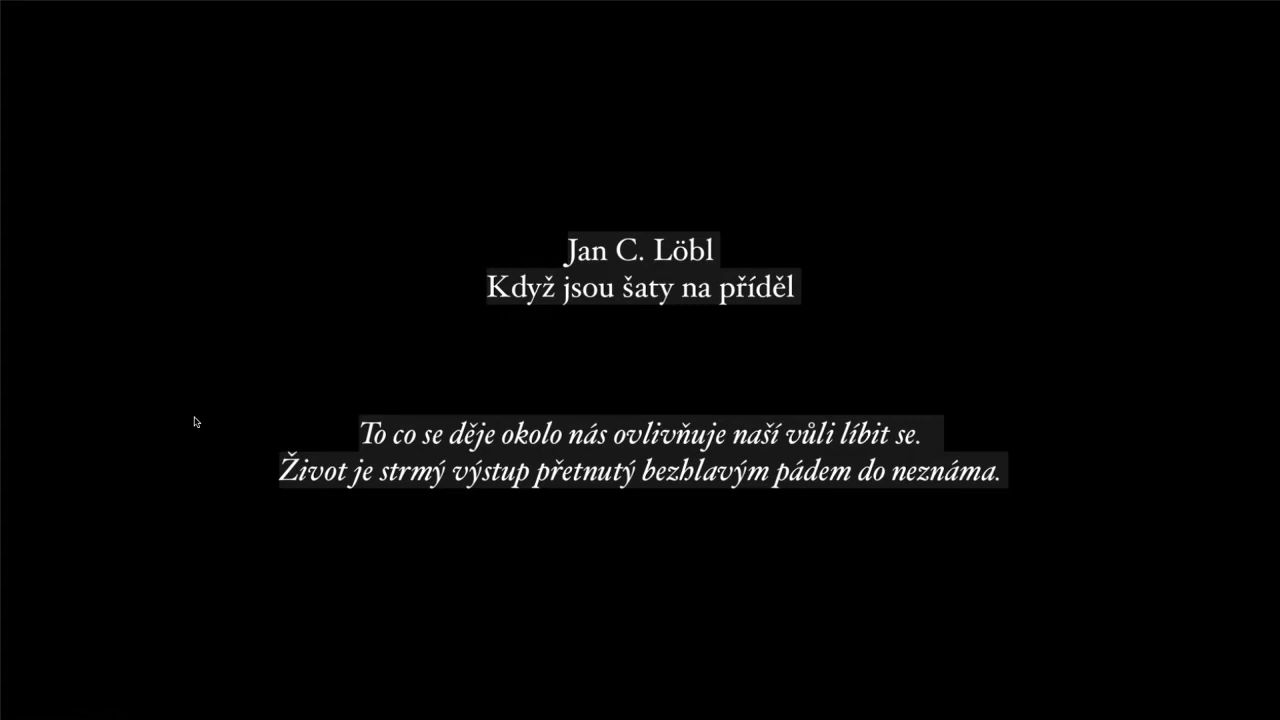 Jan C. Löbl
Když jsou šaty na příděl
To co se děje okolo nás ovlivňuje naší vůli líbit se.
Život je strmý výstup přetnutý bezhlavým pádem do neznáma.